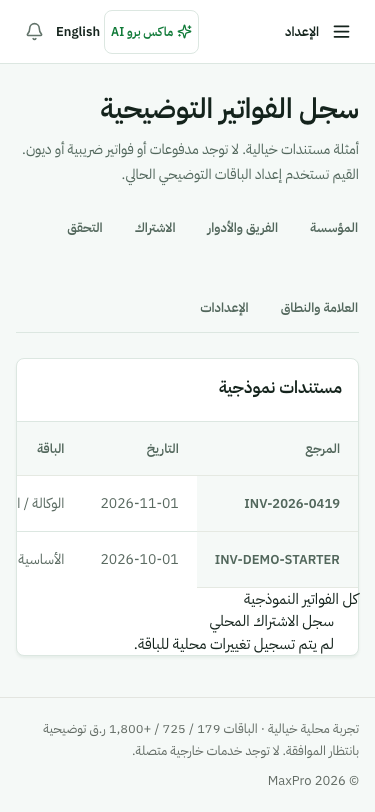 الإعداد
ماكس برو AI
English
سجل الفواتير التوضيحية
أمثلة مستندات خيالية. لا توجد مدفوعات أو فواتير ضريبية أو ديون.
القيم تستخدم إعداد الباقات التوضيحي الحالي.
المؤسسة الفريق والأدوار الاشتراك التحقق
العلامة والنطاق الإعدادات
مستندات نموذجية
المرجع التاريخ الباقة
INV-2026-0419 2026-11-01 الوكالة / ا
INV-DEMO-STARTER 2026-10-01 الأساسية
كل الفواتير النموذجية
سجل الاشتراك المحلي
لم يتم تسجيل تغييرات محلية للباقة.
تجربة محلية خيالية · الباقات 179 / 725 / +1,800 ر.ق توضيحية
بانتظار الموافقة. لا توجد خدمات خارجية متصلة.
© 2026 MaxPro